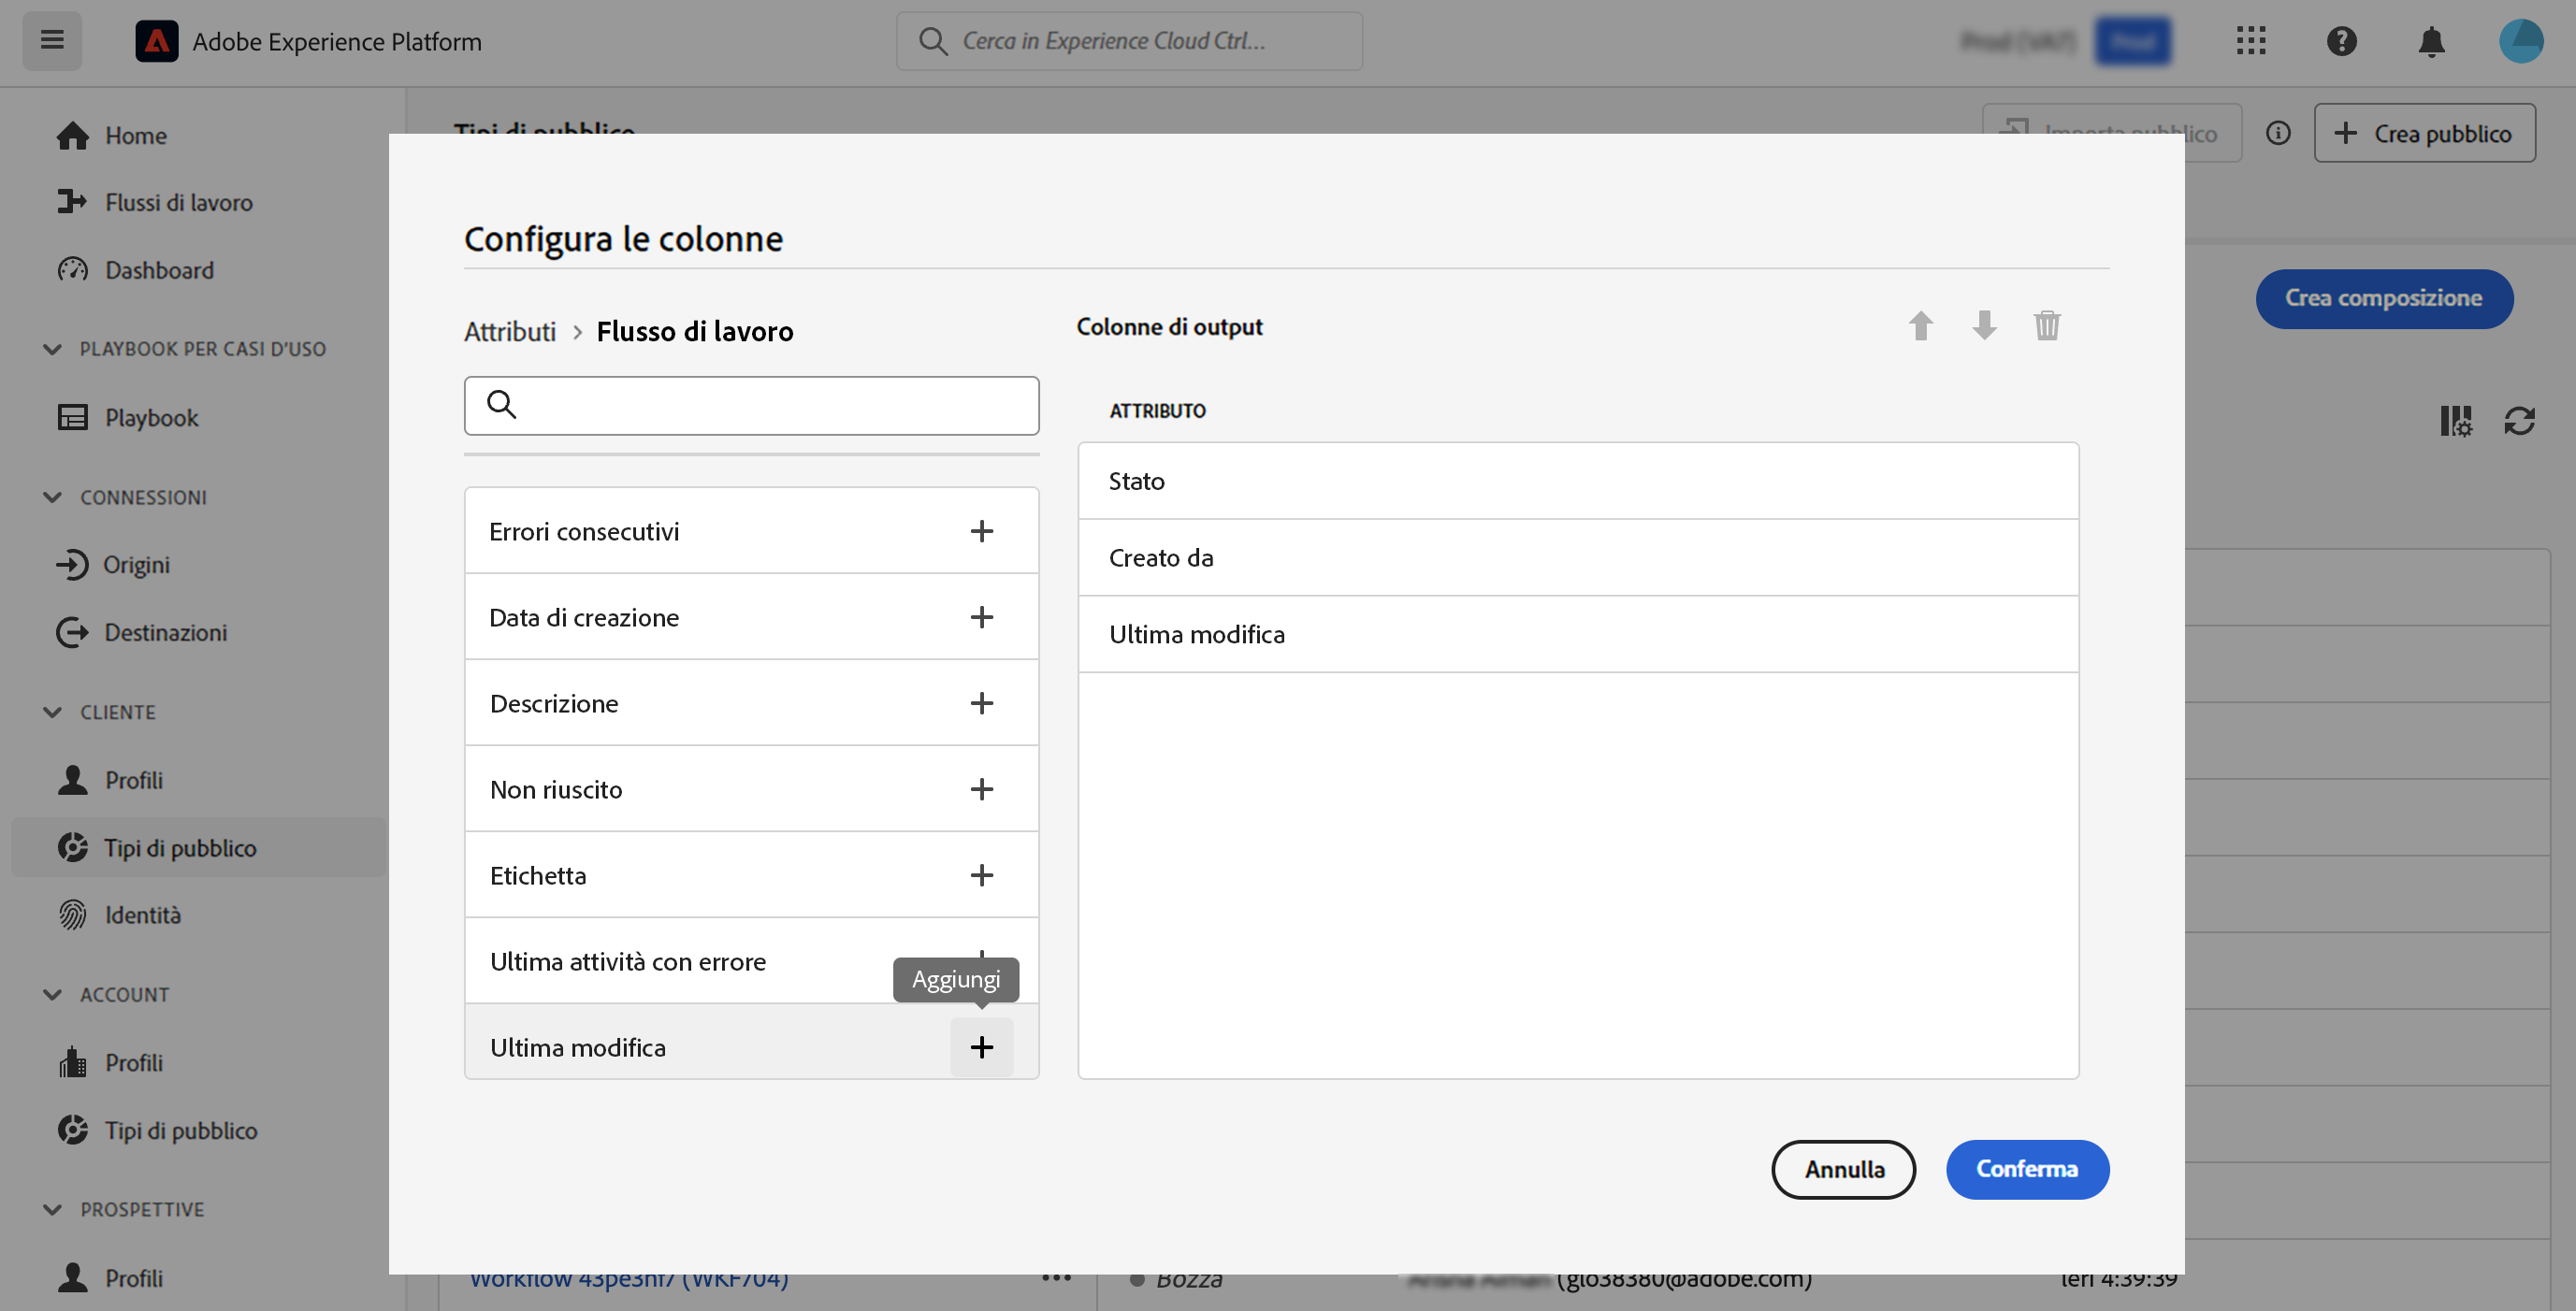 Adobe Experience Platform
Cerca in Experience Cloud Ctrl...
Home
Flussi di lavoro
Dashboard
PLAYBOOK PER CASI D'USO
Playbook
CONNESSIONI
Origini
Destinazioni
CLIENTE
Profili
Tipi di pubblico
Identità
ACCOUNT
Profili
Tipi di pubblico
PROSPETTIVE
Profili
Tipi di pubblico
Importa pubblico
Crea pubblico
Crea composizione
Configura le colonne
Attributi > Flusso di lavoro
Errori consecutivi
Data di creazione
Descrizione
Non riuscito
Etichetta
Ultima attività con errore
Aggiungi
Ultima modifica
Colonne di output
ATTRIBUTO
Stato
Creato da
Ultima modifica
Annulla
Conferma
Workflow 43pe3nf7 (WKF704)
Bozza
(glo38380@adobe.com)
Ieri 4:39:39